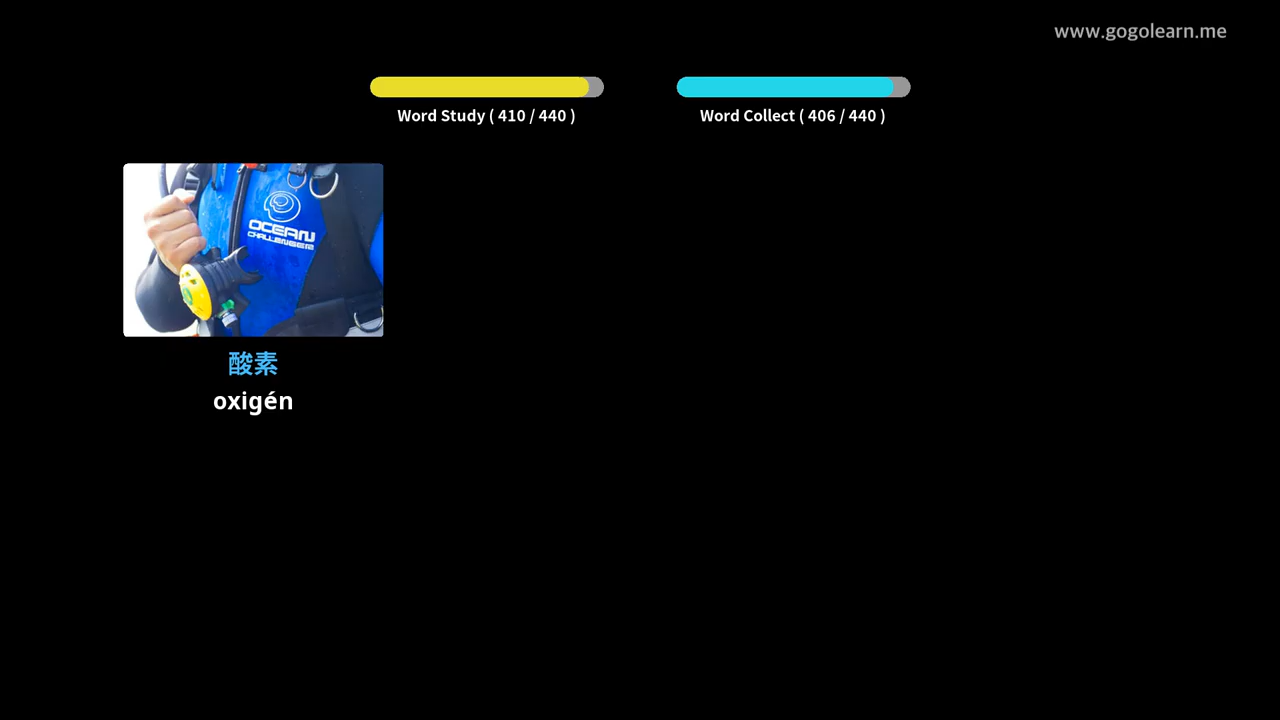 www.gogolearn.me
Word Study ( 410 / 440 )
Word Collect ( 406 / 440 )
OCEAN
CHALLENGER
酸素
oxigén